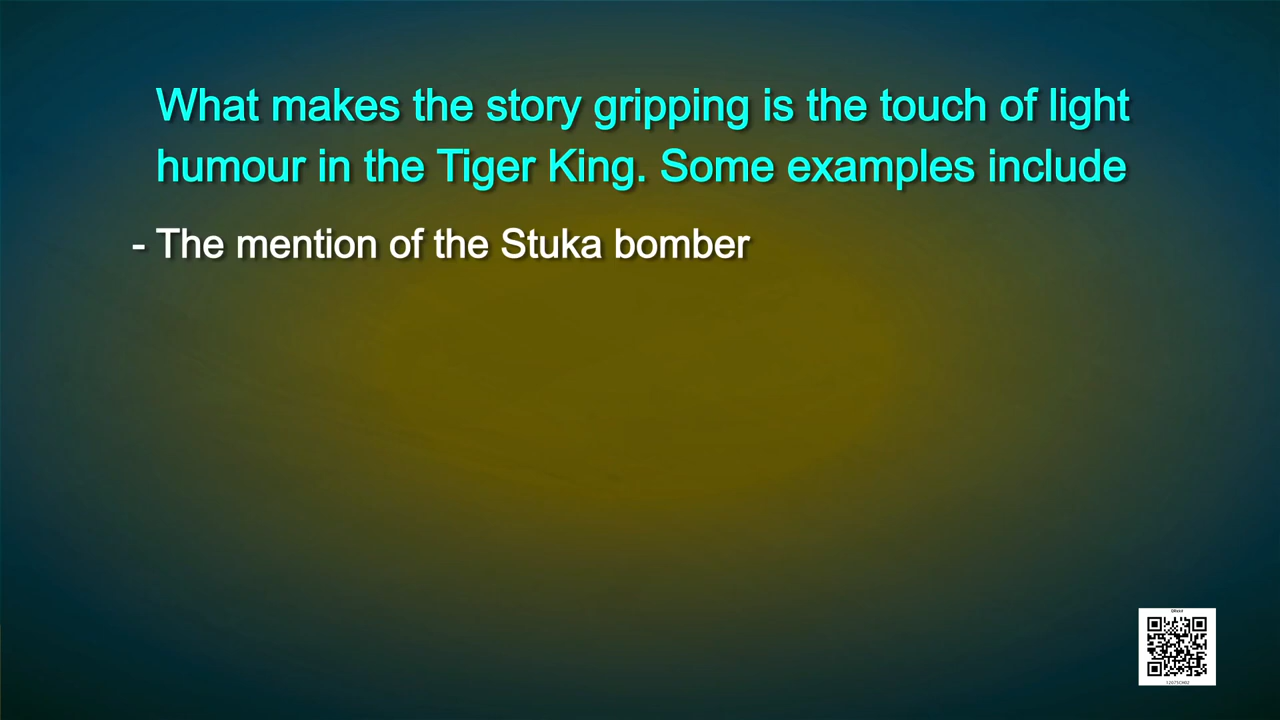 What makes the story gripping is the touch of light
humour in the Tiger King. Some examples include
- The mention of the Stuka bomber